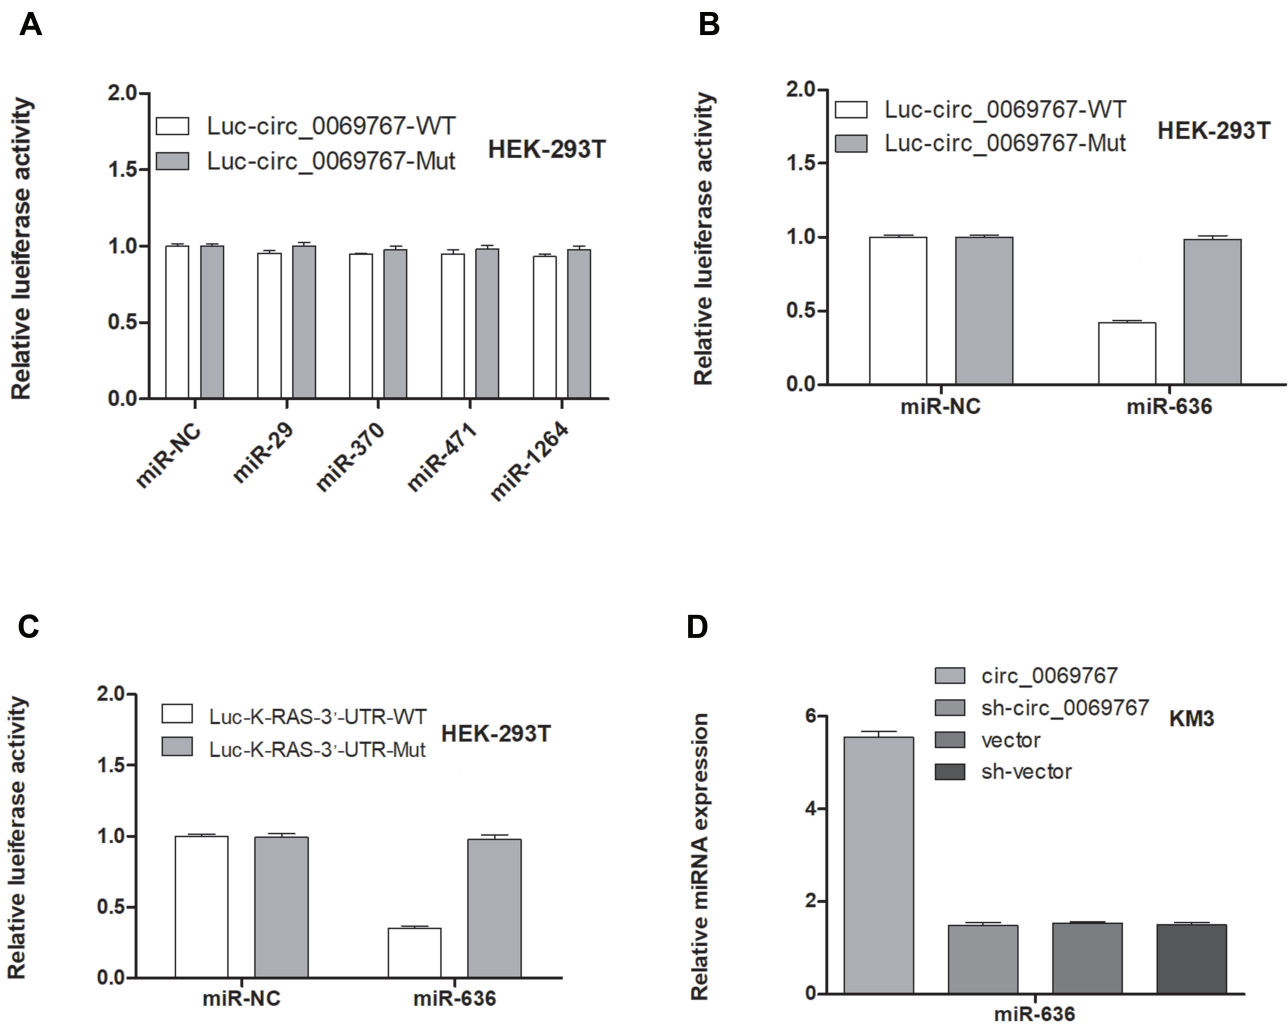 A
Relative lueiferase activity
2.0
1.5
1.0
0.5
0.0
Luc-circ_0069767-WT
Luc-circ_0069767-Mut
HEK-293T
miR-NC
miR-29
miR-370
miR-471
miR-1264
B
Relative lueiferase activity
2.0
1.5
1.0
0.5
0.0
Luc-circ_0069767-WT
Luc-circ_0069767-Mut
HEK-293T
miR-NC
miR-636
C
Relative lueiferase activity
2.0
1.5
1.0
0.5
0.0
Luc-K-RAS-3'-UTR-WT
Luc-K-RAS-3'-UTR-Mut
HEK-293T
miR-NC
miR-636
D
Relative miRNA expression
6
4
2
0
circ_0069767
sh-circ_0069767
vector
sh-vector
KM3
miR-636